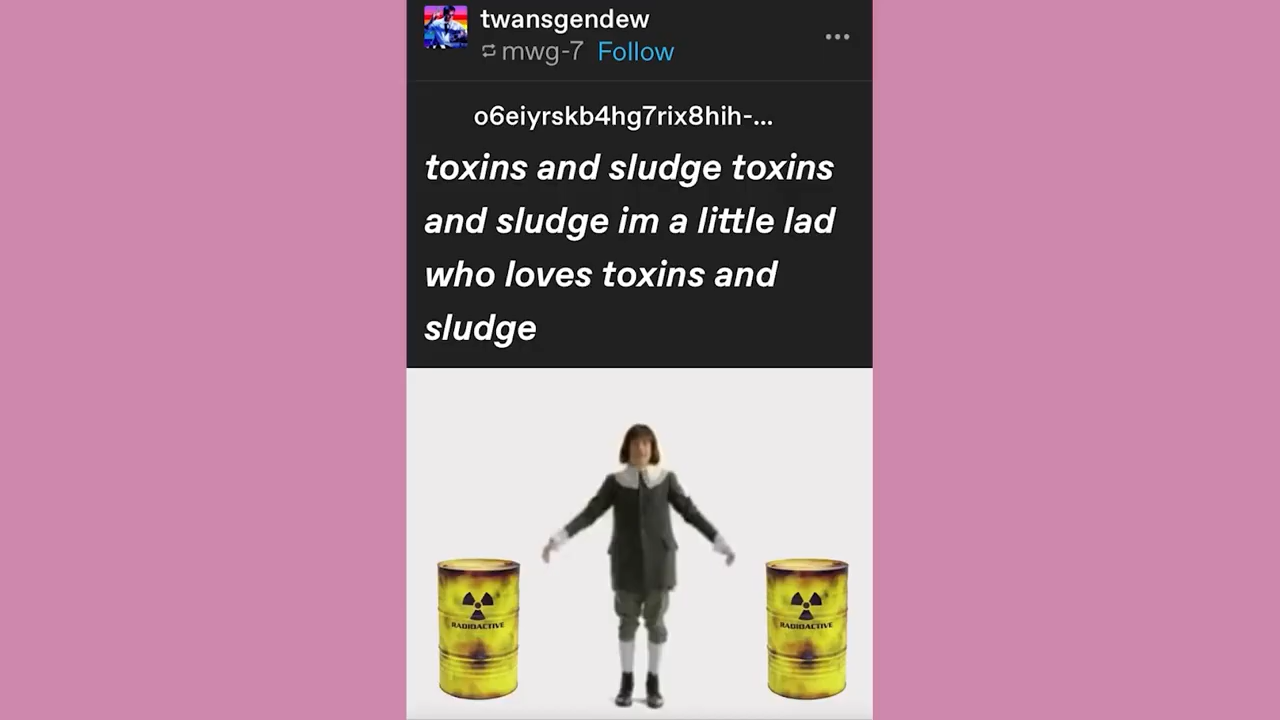 twansgendew
mwg-7 Follow
o6eiyrskb4hg7rix8hih-...
toxins and sludge toxins
and sludge im a little lad
who loves toxins and
sludge
RADIOACTIVE
RADIOACTIVE